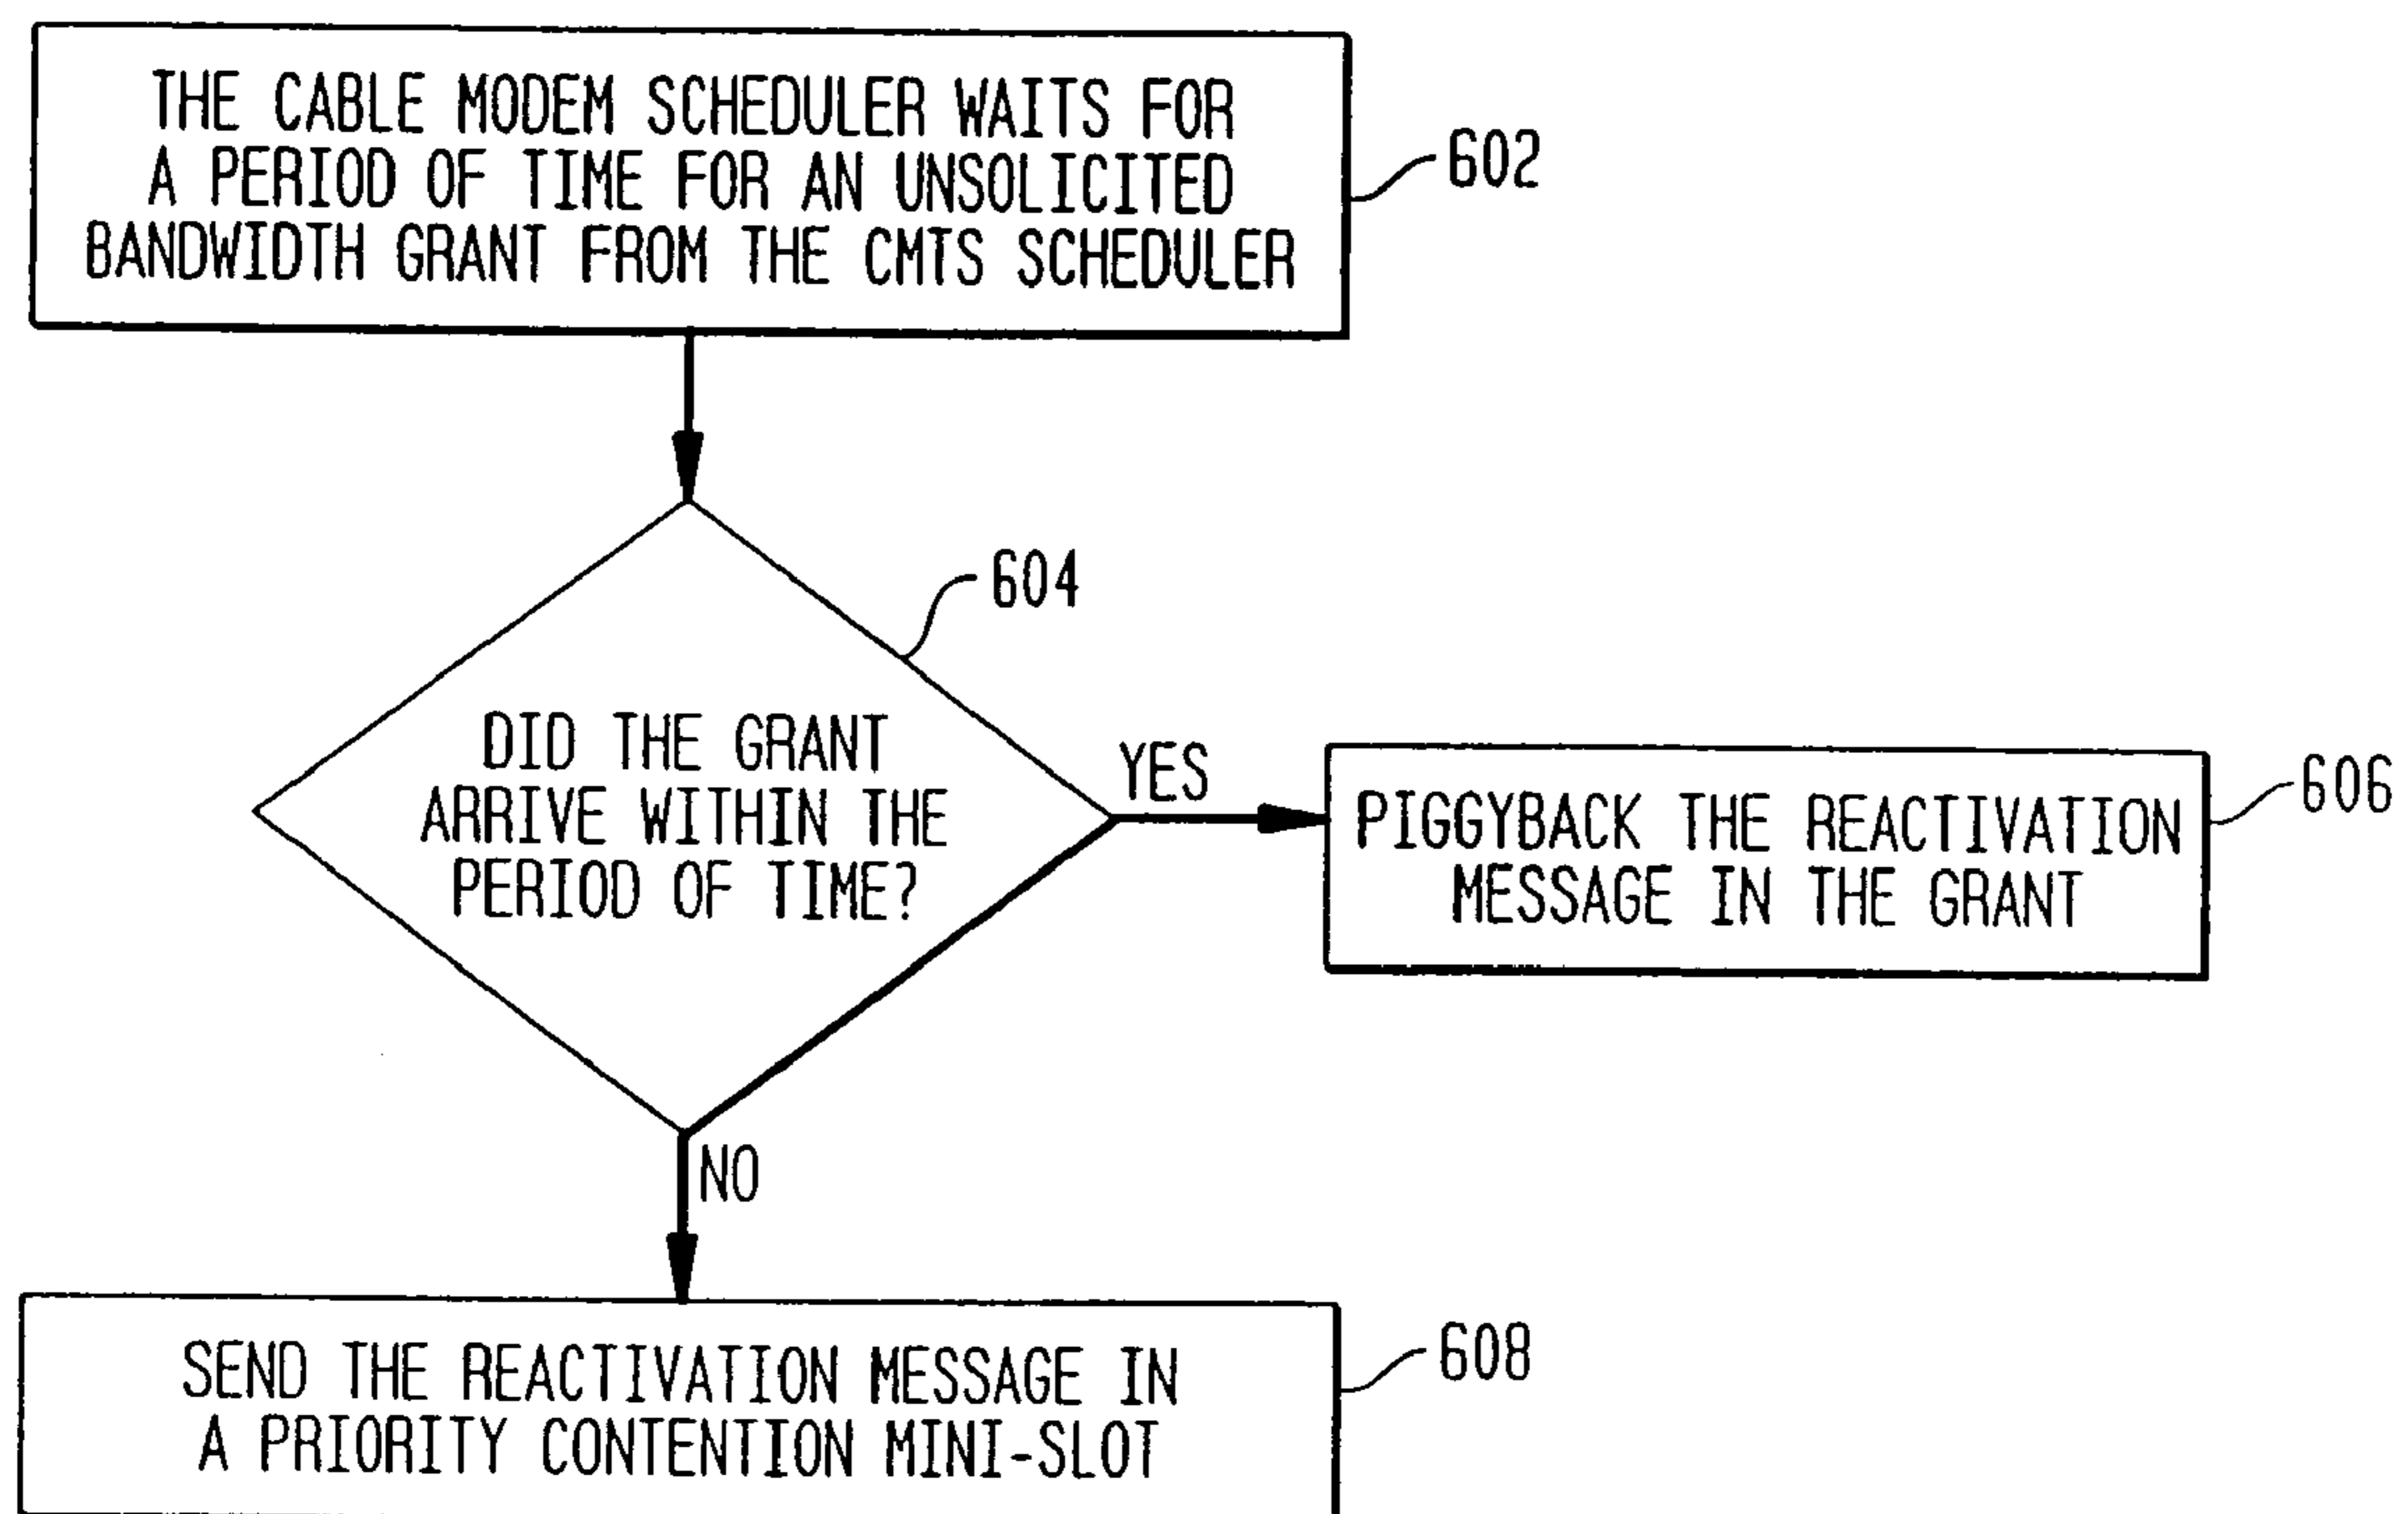 THE CABLE MODEM SCHEDULER WAITS FOR
A PERIOD OF TIME FOR AN UNSOLICITED
BANDWIDTH GRANT FROM THE CMTS SCHEDULER
602
604
DID THE GRANT
ARRIVE WITHIN THE
PERIOD OF TIME?
YES
PIGGYBACK THE REACTIVATION
MESSAGE IN THE GRANT
606
NO
SEND THE REACTIVATION MESSAGE IN
A PRIORITY CONTENTION MINI-SLOT
608